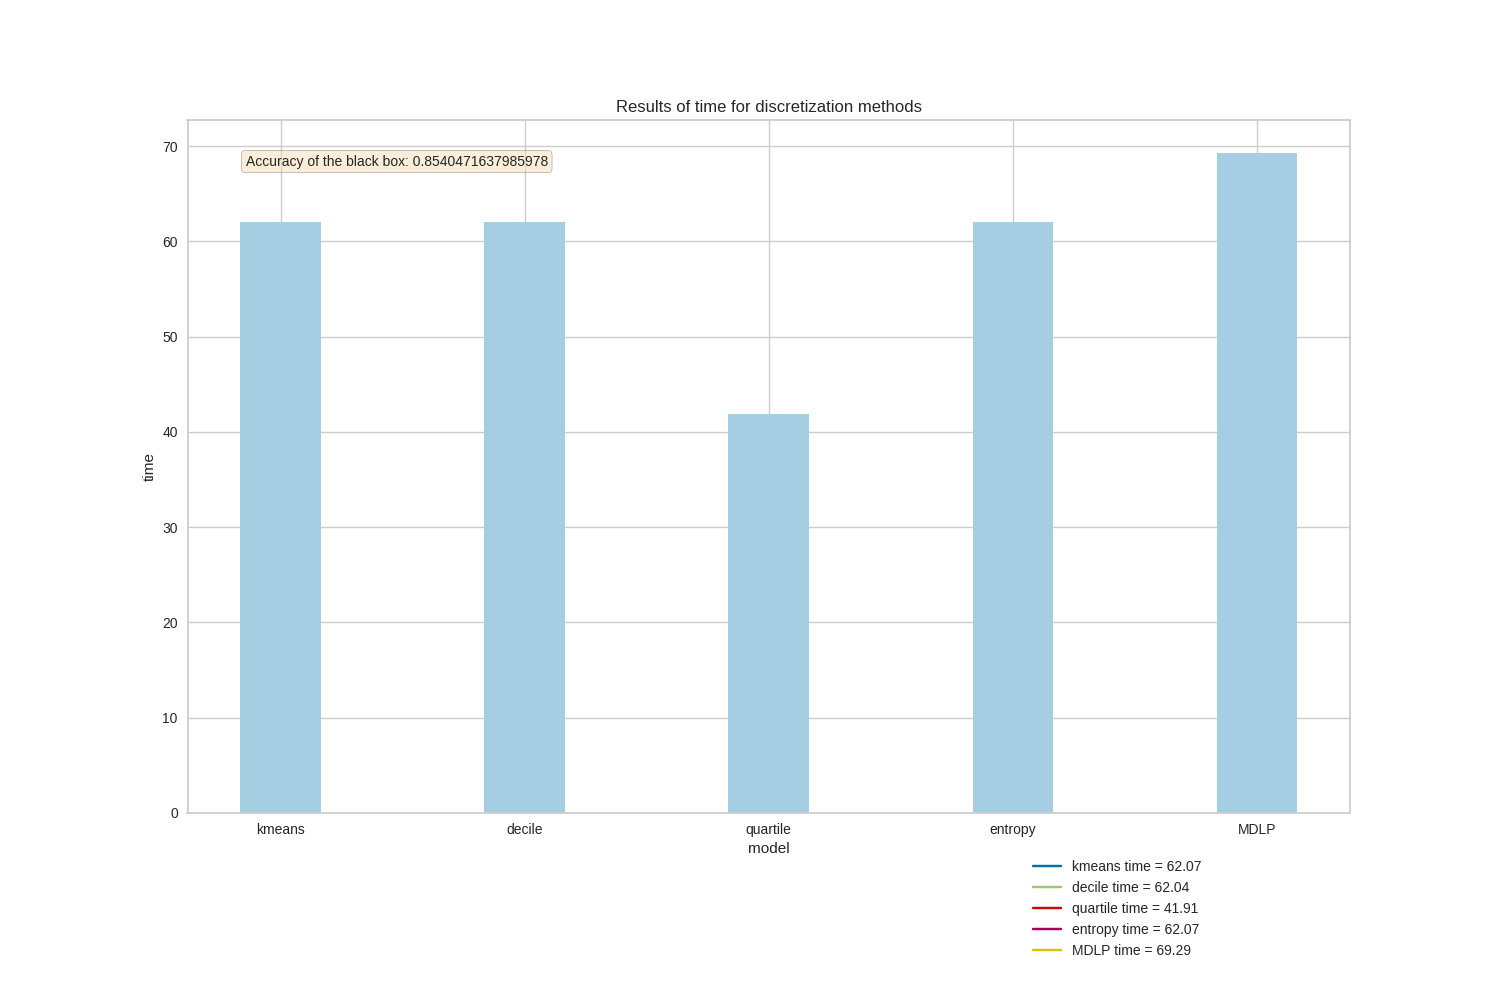 Results of time for discretization methods
70
Accuracy of the black box: 0.8540471637985978
60
50
40
time
30
20
10
0
kmeans decile quartile entropy MDLP
model
kmeans time = 62.07
decile time = 62.04
quartile time = 41.91
entropy time = 62.07
MDLP time = 69.29